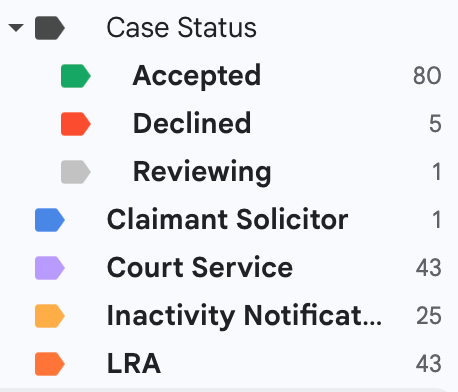 Case Status
Accepted 80
Declined 5
Reviewing 1
Claimant Solicitor 1
Court Service 43
Inactivity Notificat... 25
LRA 43